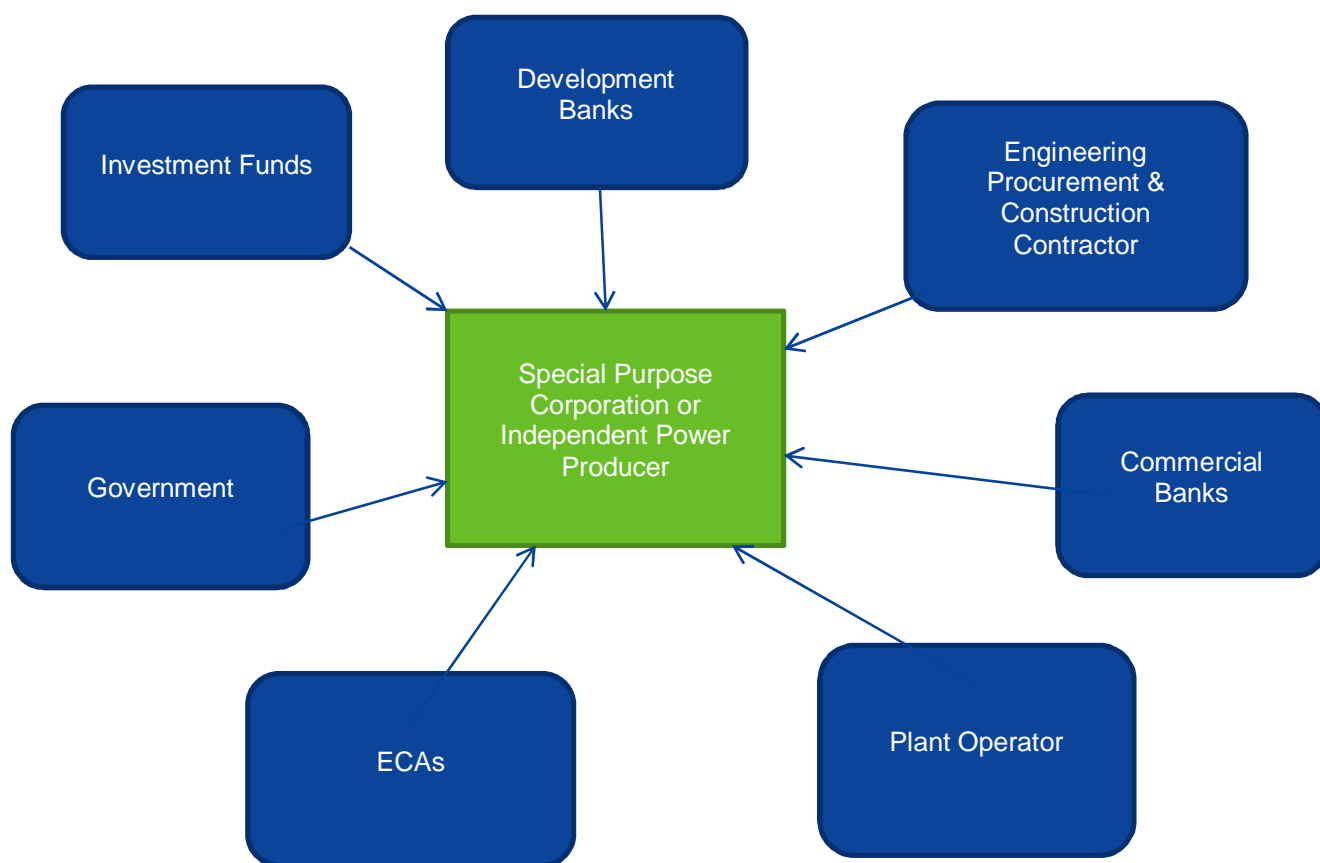 Development
Banks
Investment Funds
Engineering
Procurement &
Construction
Contractor
Special Purpose
Corporation or
Independent Power
Producer
Government
Commercial
Banks
ECAs
Plant Operator